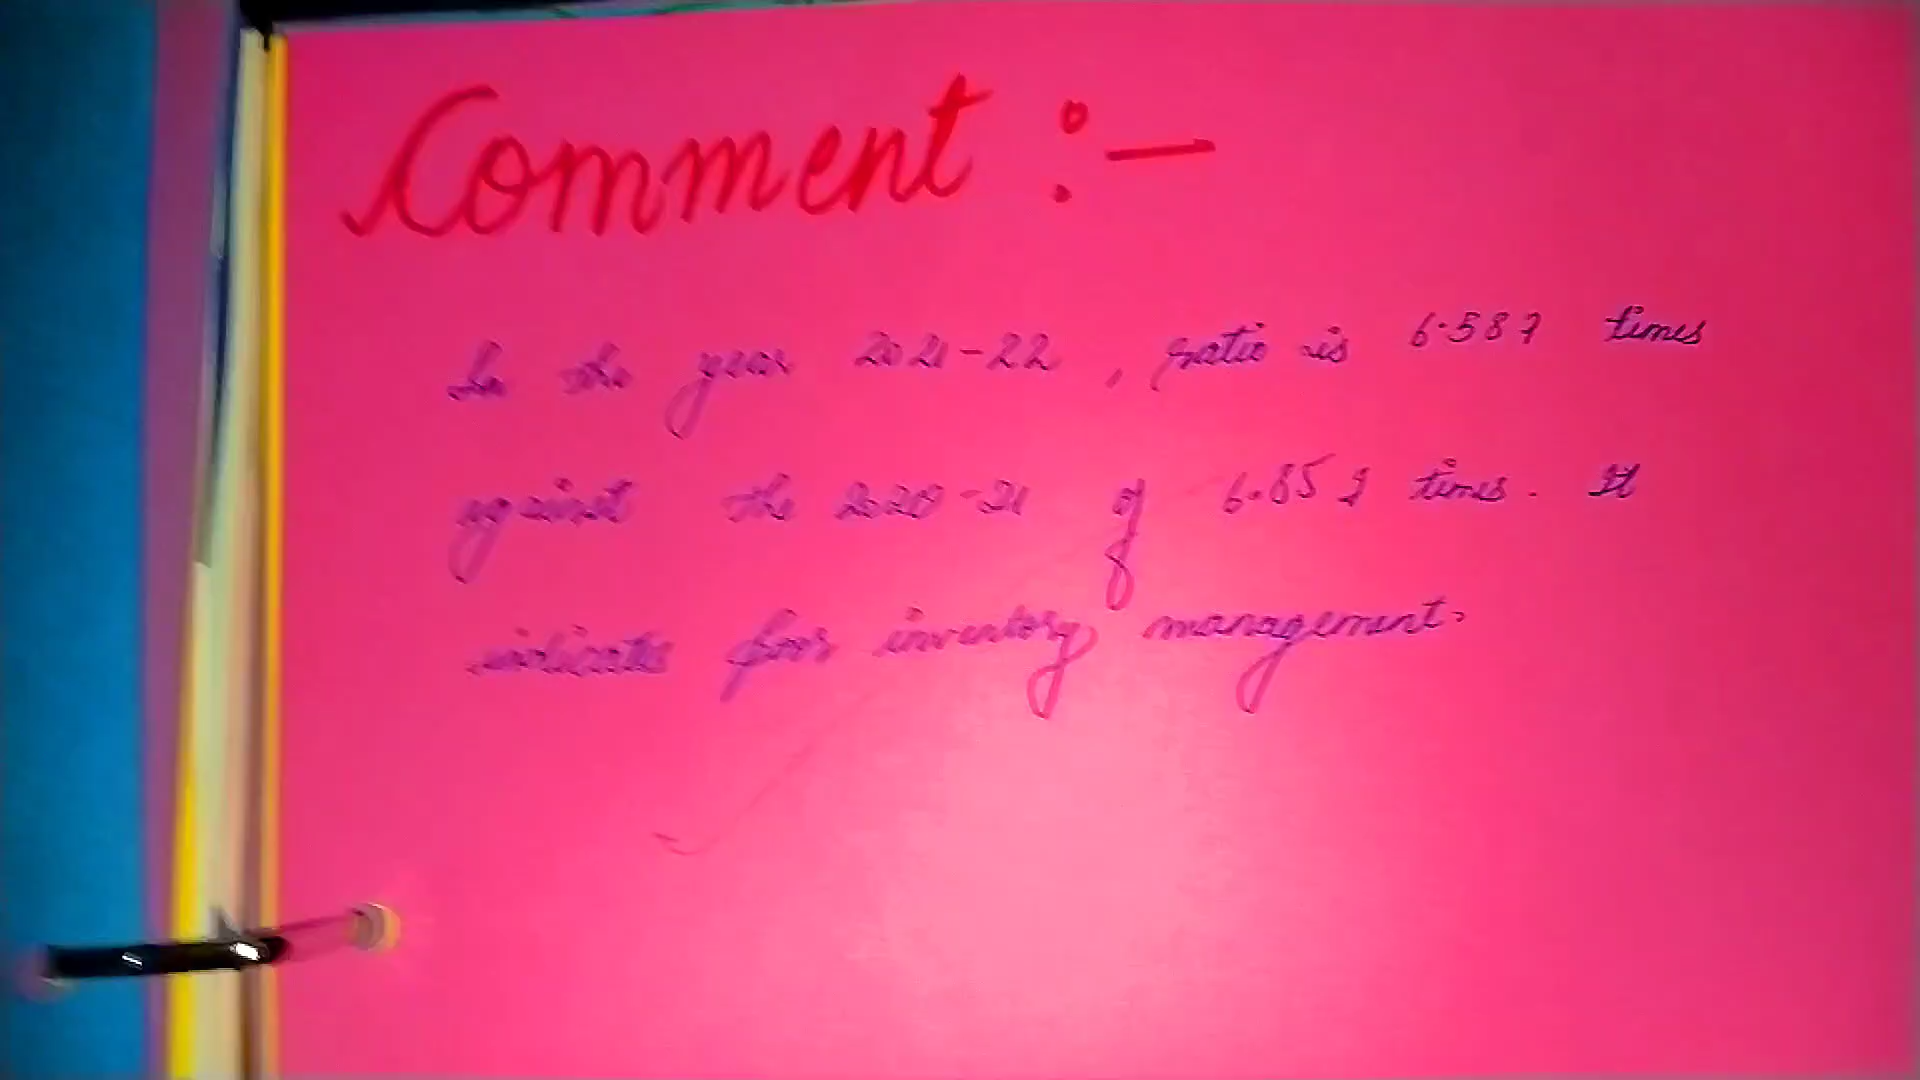 Comment :-
In the year 2021-22, ratio is 6.587 times
against the 2020-21 of 6.857 times. It
indicates poor inventory management.